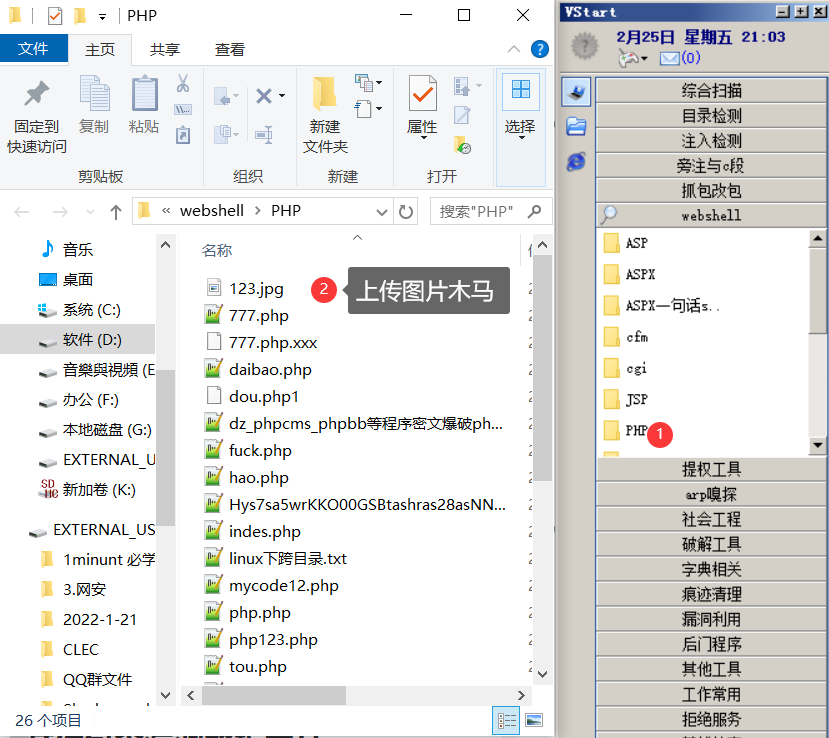 PHP
文件
主页
共享
查看
固定到
快速访问
复制
粘贴
剪贴板
组织
新建
文件夹
新建
属性
打开
选择
« webshell > PHP
搜索"PHP"
音乐
桌面
系统 (C:)
软件 (D:)
音樂與視頻 (E
办公 (F:)
本地磁盘 (G:)
EXTERNAL_U
新加卷 (K:)
EXTERNAL_US
1minunt 必学
3.网安
2022-1-21
CLEC
QQ群文件
名称
123.jpg
2
上传图片木马
777.php
777.php.xxx
daibao.php
dou.php1
dz_phpcms_phpbb等程序密文爆破ph...
fuck.php
hao.php
Hys7sa5wrKKO00GSBtashras28asNN...
indes.php
linux下跨目录.txt
mycode12.php
php.php
php123.php
tou.php
26 个项目
VStart
2月25日 星期五 21:03
(0)
综合扫描
目录检测
注入检测
旁注与c段
抓包改包
webshell
ASP
ASPX
ASPX一句话s..
cfm
cgi
JSP
PHP
1
提权工具
arp嗅探
社会工程
破解工具
字典相关
痕迹清理
漏洞利用
后门程序
其他工具
工作常用
拒绝服务